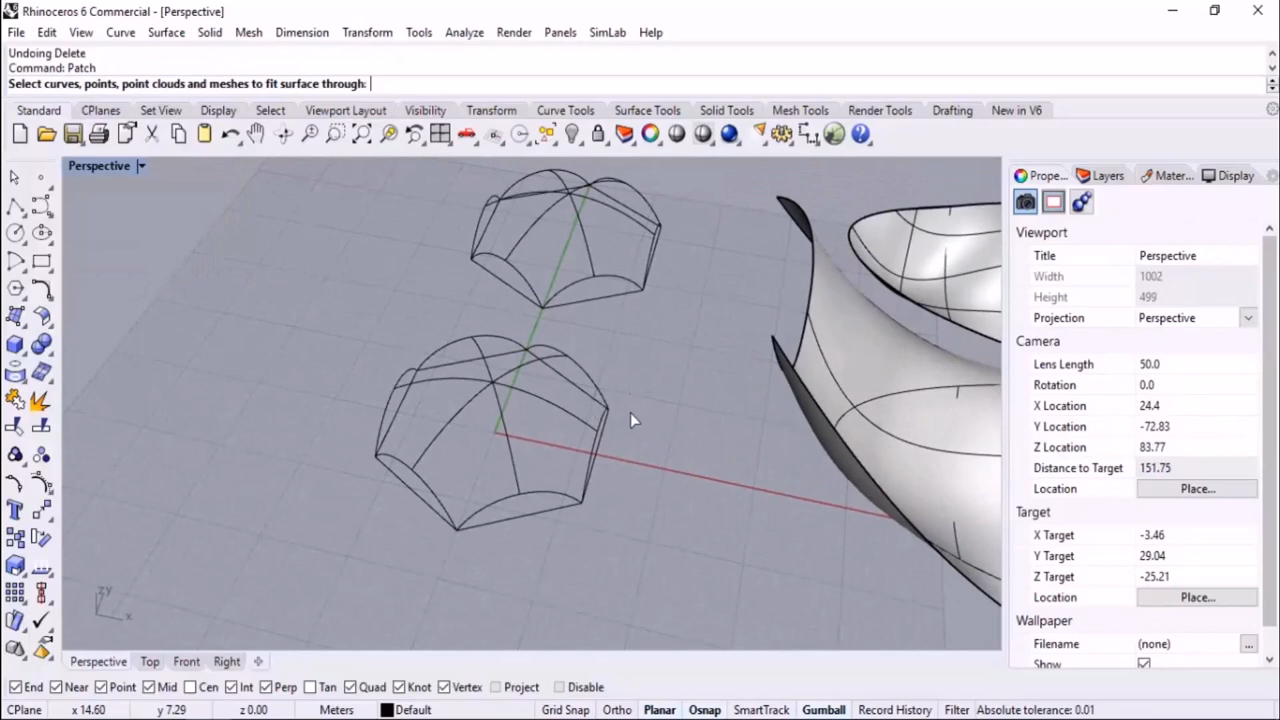 Rhinoceros 6 Commercial - [Perspective]
File Edit View Curve Surface Solid Mesh Dimension Transform Tools Analyze Render Panels SimLab Help
Undoing Delete
Command: Patch
Select curves, points, point clouds and meshes to fit surface through:
Standard CPlanes Set View Display Select Viewport Layout Visibility Transform Curve Tools Surface Tools Solid Tools Mesh Tools Render Tools Drafting New in V6
Perspective
Prope... Layers Mater... Display
Viewport
Title Perspective
Width 1002
Height 499
Projection Perspective
Camera
Lens Length 50.0
Rotation 0.0
X Location 24.4
Y Location -72.83
Z Location 83.77
Distance to Target 151.75
Location Place...
Target
X Target -3.46
Y Target 29.04
Z Target -25.21
Location Place...
Wallpaper
Filename (none) ...
Show
zy
x
Perspective Top Front Right
End Near Point Mid Cen Int Perp Tan Quad Knot Vertex Project Disable
CPlane x 14.60 y 7.29 z 0.00 Meters Default Grid Snap Ortho Planar Osnap SmartTrack Gumball Record History Filter Absolute tolerance: 0.01